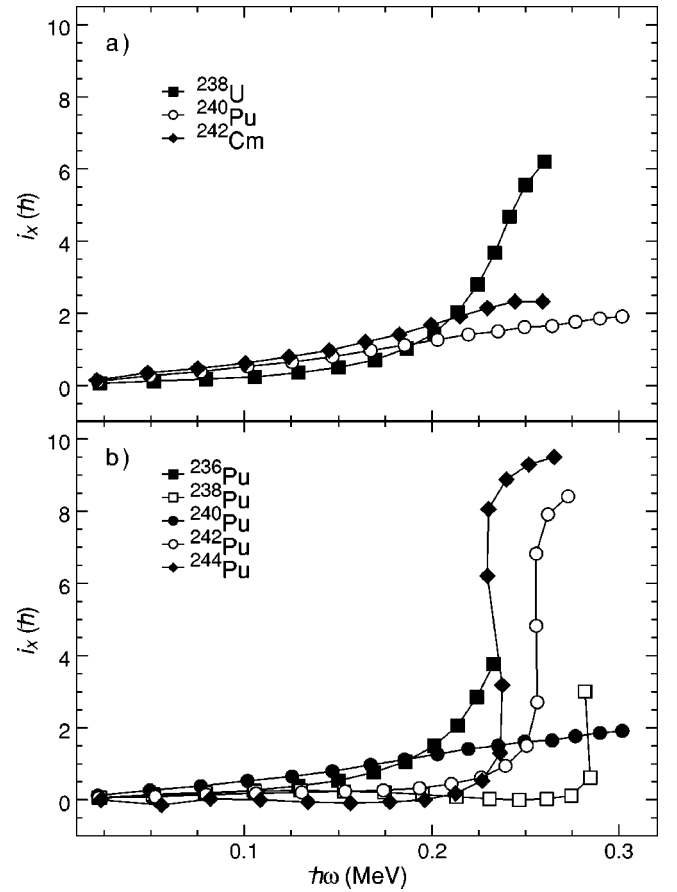 a)
²³⁸U
²⁴⁰Pu
²⁴²Cm
10
8
6
4
2
0
iₓ (ħ)
b)
²³⁶Pu
²³⁸Pu
²⁴⁰Pu
²⁴²Pu
²⁴⁴Pu
10
8
6
4
2
0
iₓ (ħ)
0.1 0.2 0.3
ħω (MeV)